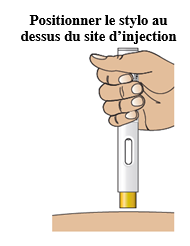 Positionner le stylo au
dessus du site d’injection